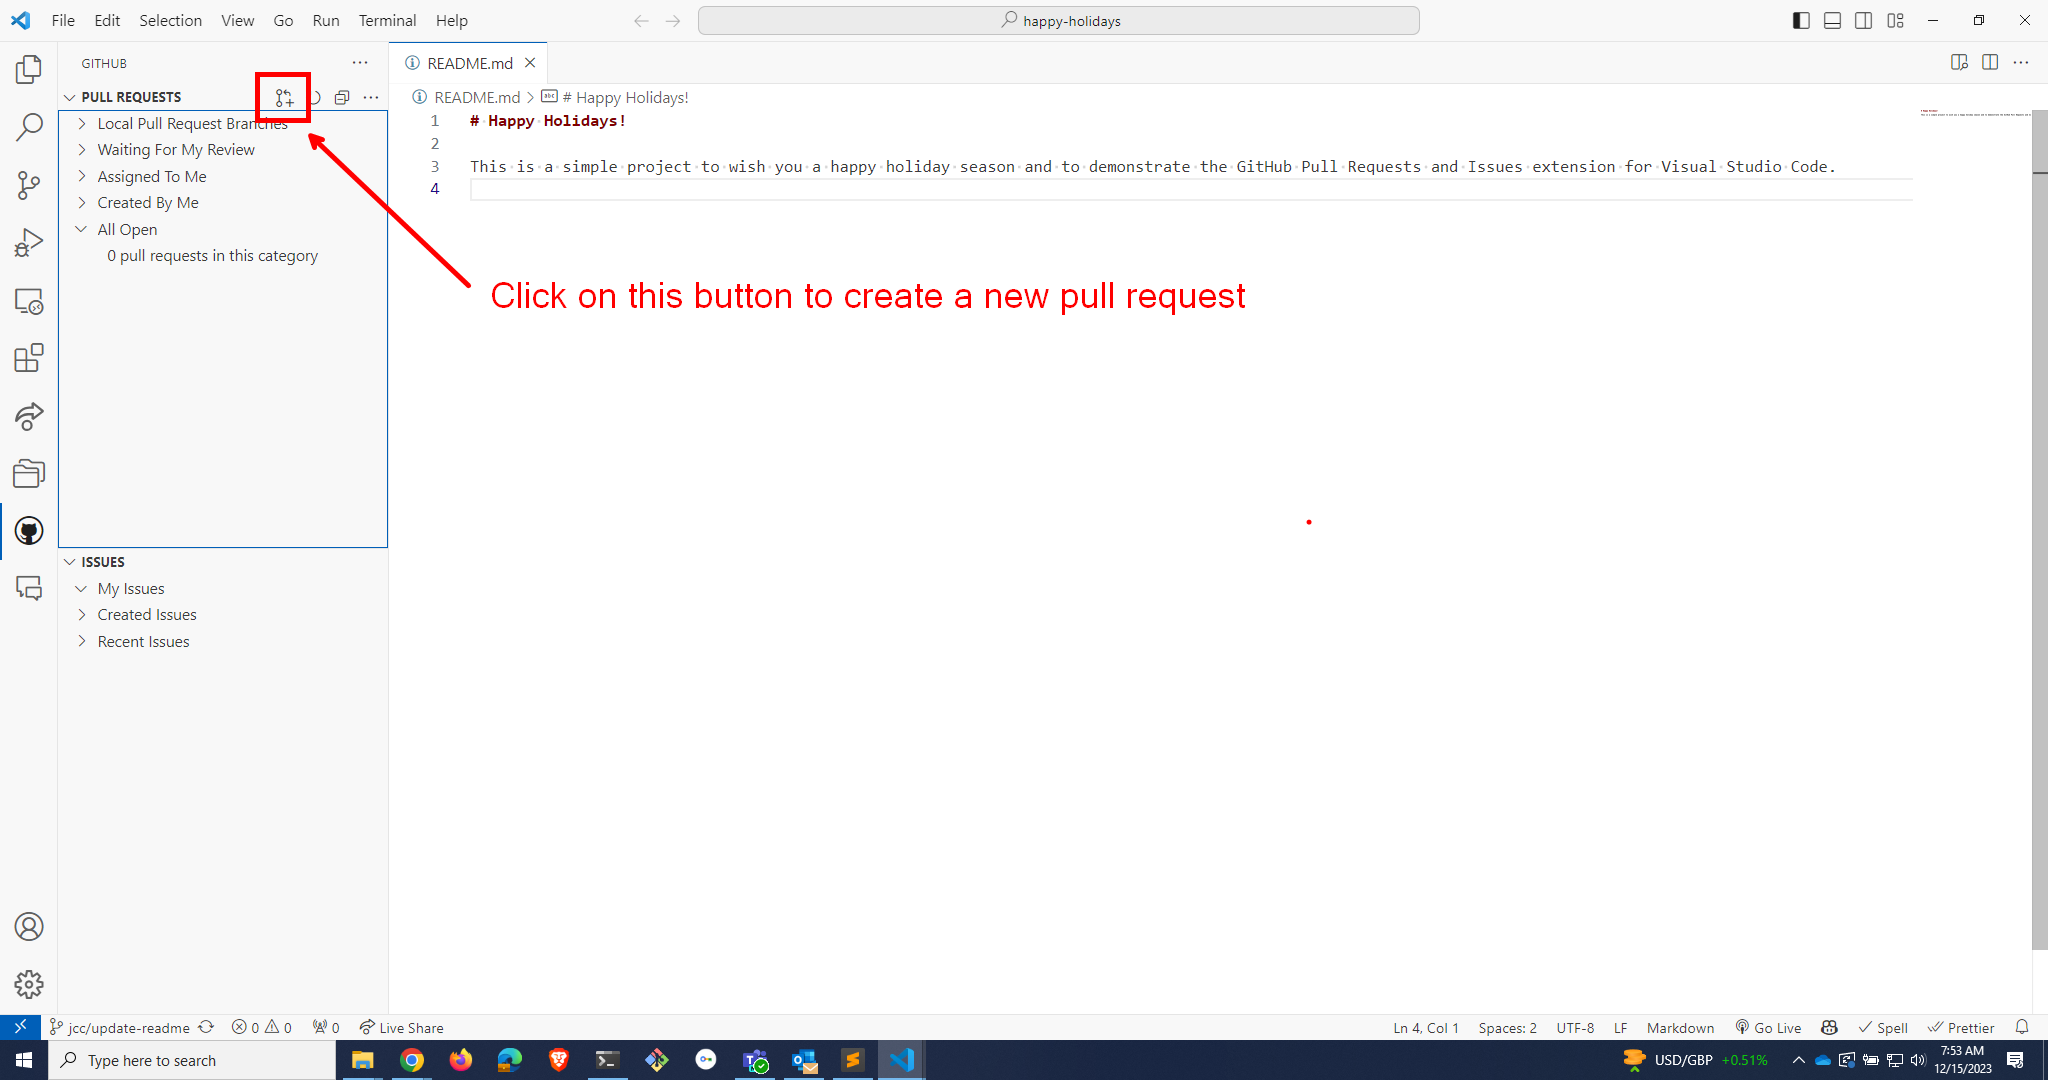 File Edit Selection View Go Run Terminal Help
happy-holidays
GITHUB
README.md
PULL REQUESTS
README.md > # Happy Holidays!
Local Pull Request Branches
Waiting For My Review
Assigned To Me
Created By Me
All Open
0 pull requests in this category
1 # Happy Holidays!
2
3 This is a simple project to wish you a happy holiday season and to demonstrate the GitHub Pull Requests and Issues extension for Visual Studio Code.
4
Click on this button to create a new pull request
ISSUES
My Issues
Created Issues
Recent Issues
jcc/update-readme 0 0 0 Live Share
Ln 4, Col 1 Spaces: 2 UTF-8 LF Markdown Go Live Spell Prettier
Type here to search
USD/GBP +0.51%
7:53 AM
12/15/2023